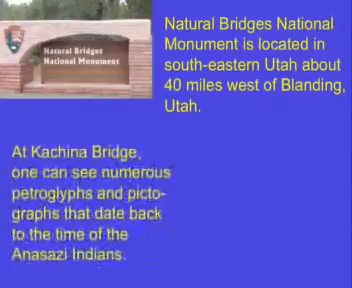 Natural Bridges
National Monument
Natural Bridges National
Monument is located in
south-eastern Utah about
40 miles west of Blanding,
Utah.
At Kachina Bridge,
one can see numerous
petroglyphs and picto-
graphs that date back
to the time of the
Anasazi Indians.